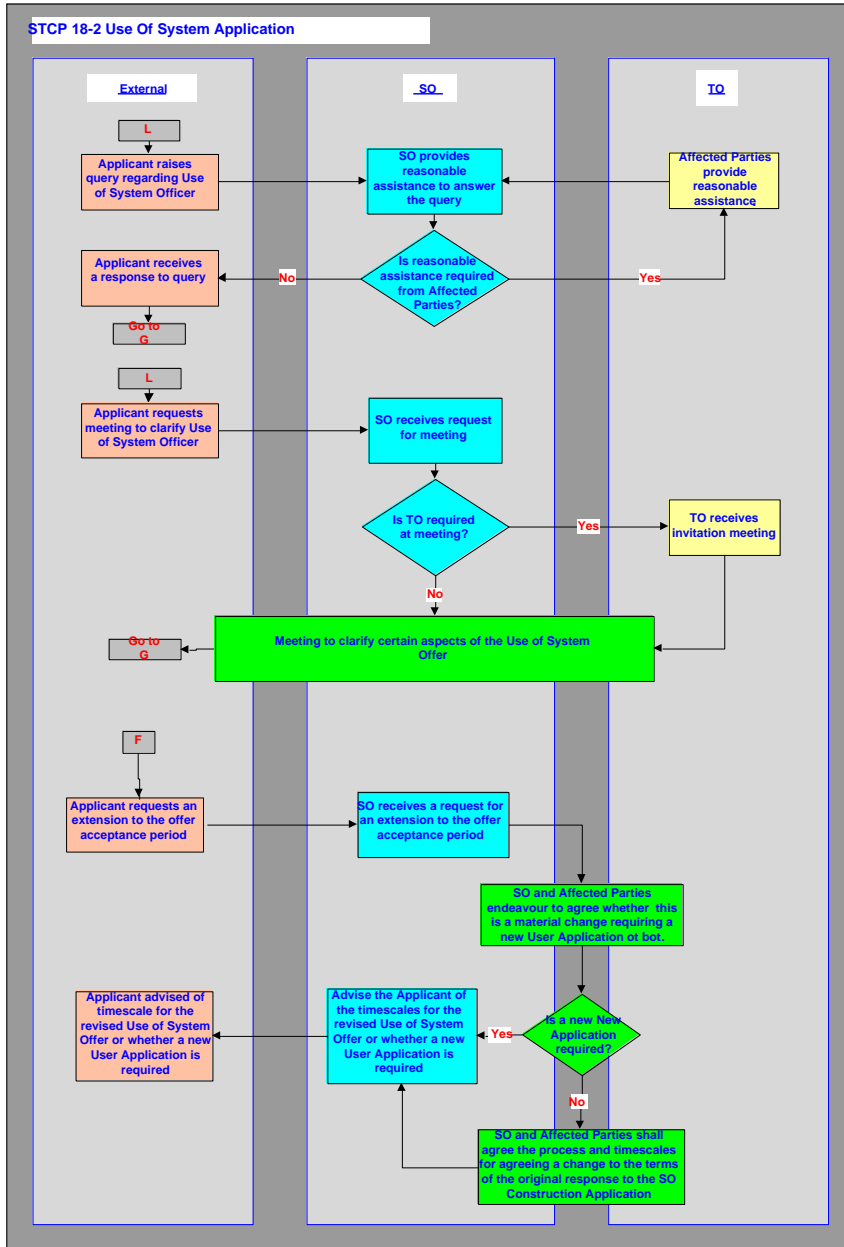 STCP 18-2 Use Of System Application
External
SO
TO
L
Applicant raises
query regarding Use
of System Officer
SO provides
reasonable
assistance to answer
the query
Affected Parties
provide
reasonable
assistance.
Applicant receives
a response to query
No
Is reasonable
assistance required
from Affected
Parties?
Yes
Go to
G
L
Applicant requests
meeting to clarify Use
of System Officer
SO receives request
for meeting
Is TO required
at meeting?
Yes
TO receives
invitation meeting
No
Meeting to clarify certain aspects of the Use of System
Offer
Go to
G
F
Applicant requests an
extension to the offer
acceptance period
SO receives a request for
an extension to the offer
acceptance period
SO and Affected Parties
endeavour to agree whether this
is a material change requiring
a new User Application ot bot.
Applicant advised of
timescale for the
revised Use of System
Offer or whether a new
User Application is
required
Advise the Applicant of
the timescales for the
revised Use of System
Offer or whether a new
User Application is
required
Yes
Is a new New
Application
required?
No
SO and Affected Parties shall
agree the process and timescales
for agreeing a change to the terms
of the original response to the SO
Construction Application